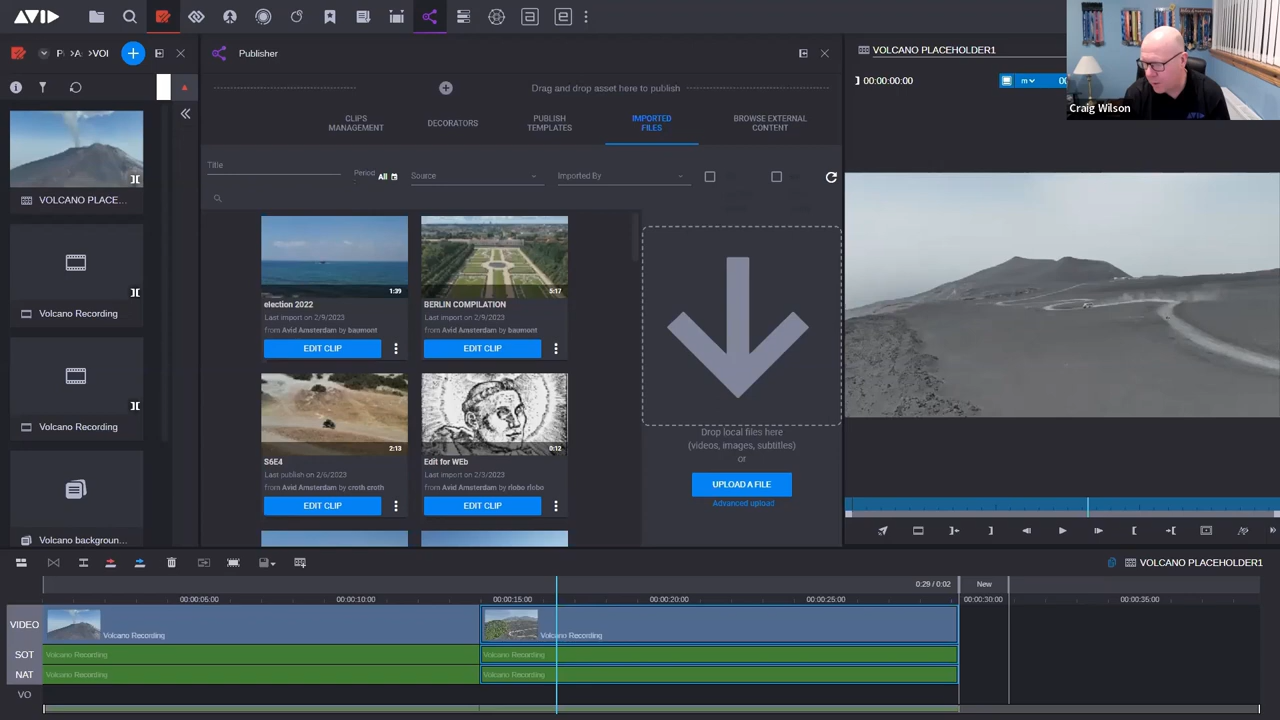 AVID
P: >A: >VOI
Publisher
VOLCANO PLACEHOLDER1
00:00:00:00
m
00
Craig Wilson
Drag and drop asset here to publish
CLIPS
MANAGEMENT
DECORATORS
PUBLISH
TEMPLATES
IMPORTED
FILES
BROWSE EXTERNAL
CONTENT
Title
Period
All
Source
Imported By
VOLCANO PLACE...
Volcano Recording
Volcano Recording
Volcano backgroun...
1:39
election 2022
Last import on 2/9/2023
from Avid Amsterdam by baumont
EDIT CLIP
5:17
BERLIN COMPILATION
Last import on 2/9/2023
from Avid Amsterdam by baumont
EDIT CLIP
2:13
S6E4
Last publish on 2/6/2023
from Avid Amsterdam by croth croth
EDIT CLIP
0:12
Edit for WEb
Last import on 2/3/2023
from Avid Amsterdam by rlobo rlebo
EDIT CLIP
Drop local files here
(videos, images, subtitles)
or
UPLOAD A FILE
Advanced upload
VOLCANO PLACEHOLDER1
0:29 / 0:02
New
00:00:05:00
00:00:10:00
00:00:15:00
00:00:20:00
00:00:25:00
00:00:30:00
00:00:35:00
VIDEO
Volcano Recording
Volcano Recording
SOT
Volcano Recording
Volcano Recording
NAT
Volcano Recording
Volcano Recording
VO